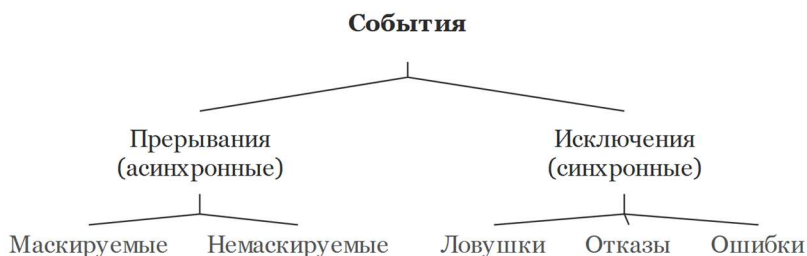 События
Прерывания
(асинхронные)
Исключения
(синхронные)
Маскируемые Немаскируемые Ловушки Отказы Ошибки